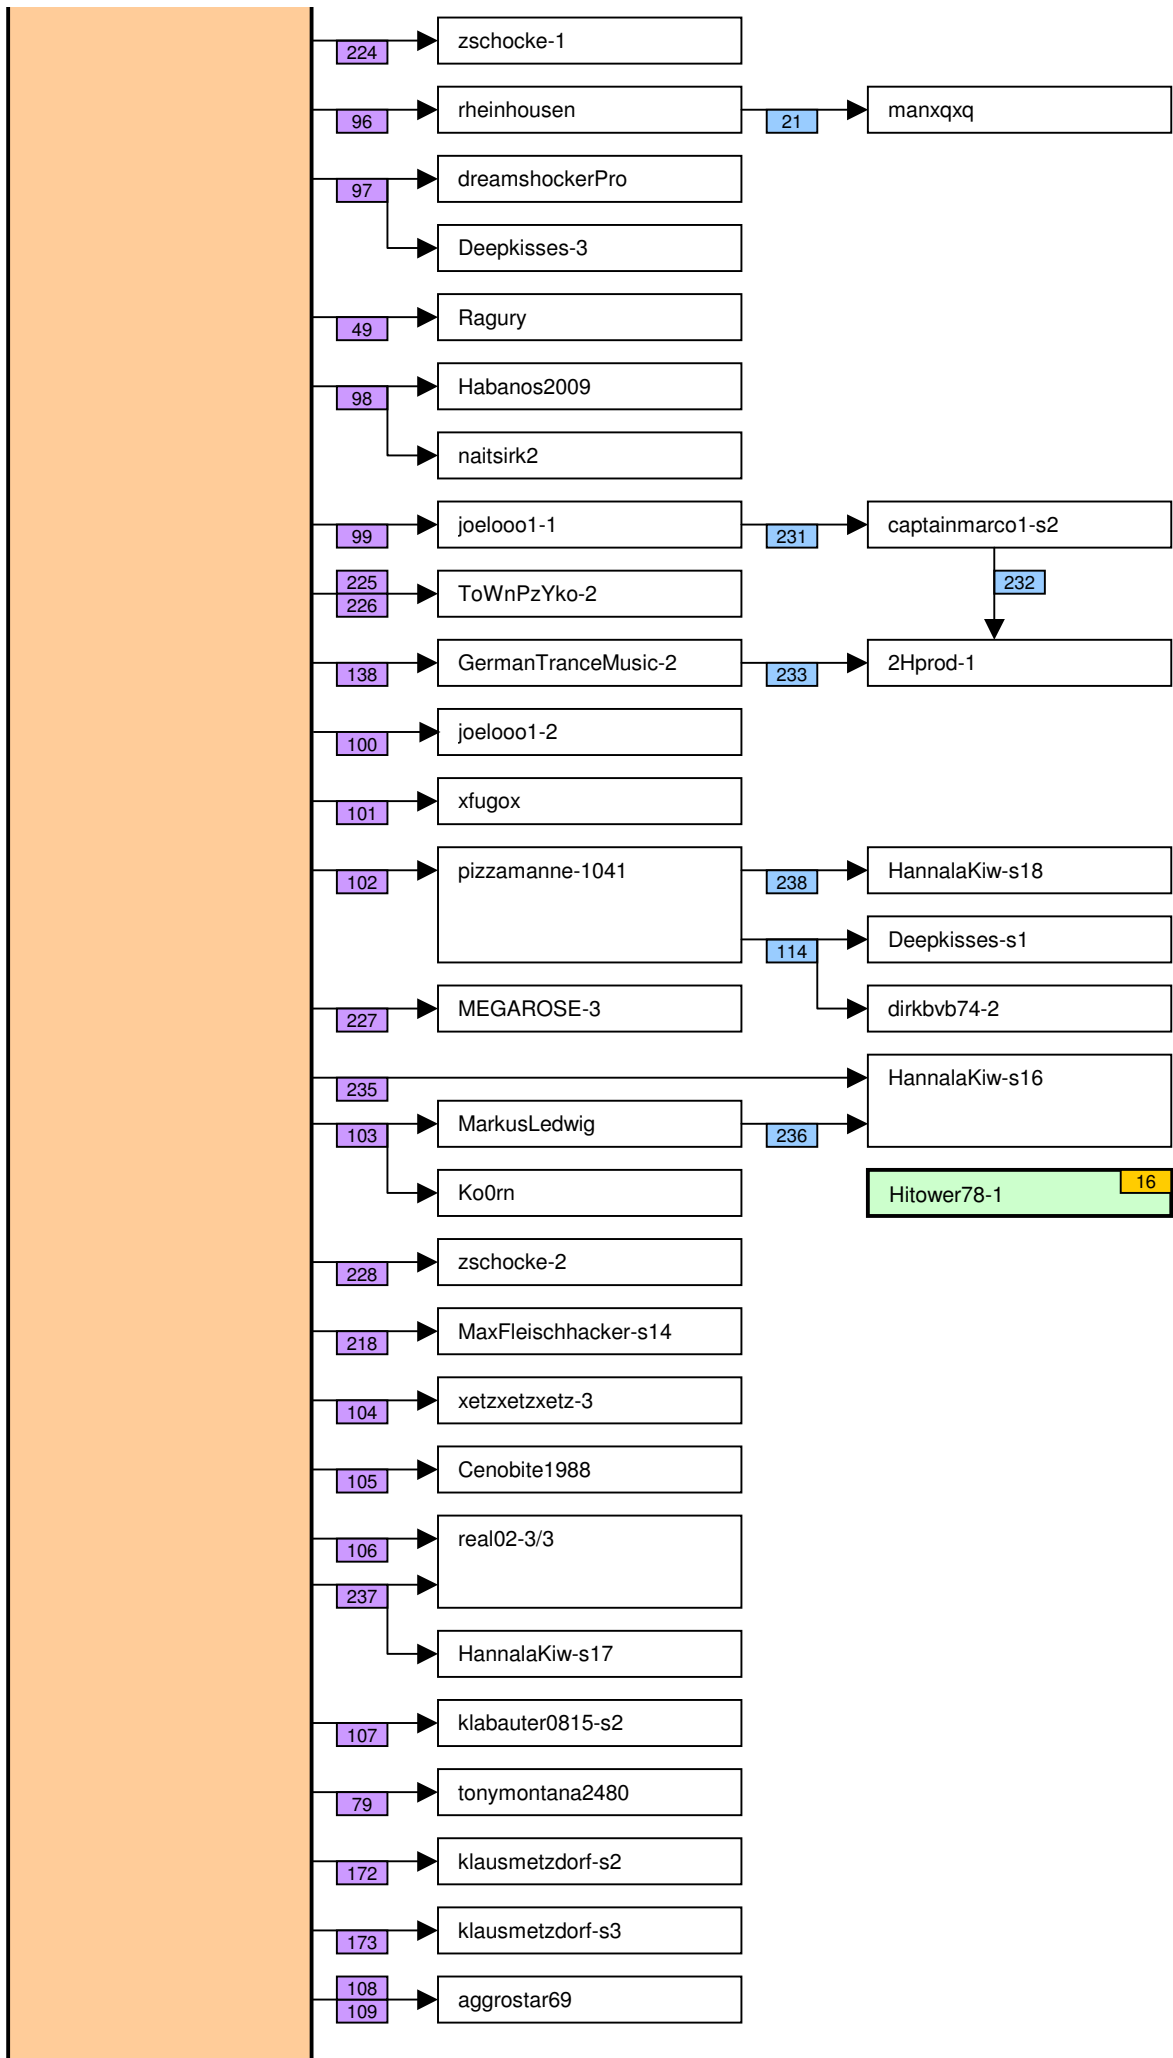 zschocke-1
224
rheinhousen
manxqxq
96
21
dreamshockerPro
97
Deepkisses-3
Ragury
49
Habanos2009
98
naitsirk2
joelooo1-1
captainmarco1-s2
99
231
225
232
ToWnPzYko-2
226
GermanTranceMusic-2
2Hprod-1
138
233
joelooo1-2
100
xfugox
101
pizzamanne-1041
HannalaKiw-s18
102
238
Deepkisses-s1
114
MEGAROSE-3
dirkbvb74-2
227
HannalaKiw-s16
235
MarkusLedwig
103
236
Ko0rn
16
Hitower78-1
zschocke-2
228
MaxFleischhacker-s14
218
xetzxetzxetz-3
104
Cenobite1988
105
real02-3/3
106
237
HannalaKiw-s17
klabauter0815-s2
107
tonymontana2480
79
klausmetzdorf-s2
172
klausmetzdorf-s3
173
108
aggrostar69
109